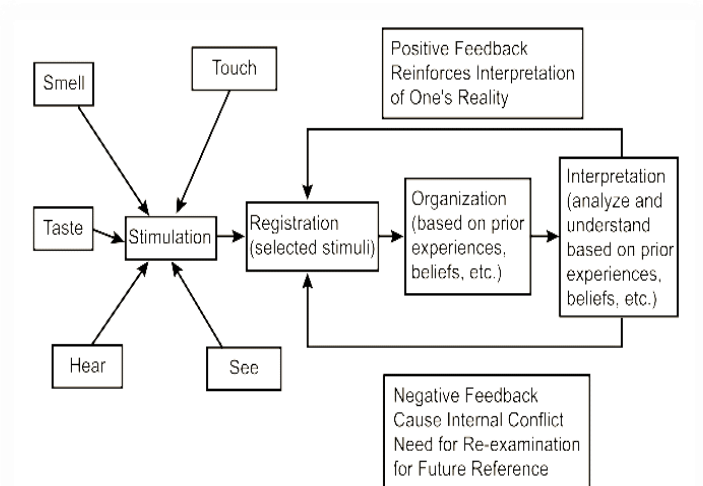 Smell
Touch
Positive Feedback
Reinforces Interpretation
of One's Reality
Taste
Stimulation
Registration
(selected stimuli)
Organization
(based on prior
experiences,
beliefs, etc.)
Interpretation
(analyze and
understand
based on prior
experiences,
beliefs, etc.)
Hear
See
Negative Feedback
Cause Internal Conflict
Need for Re-examination
for Future Reference